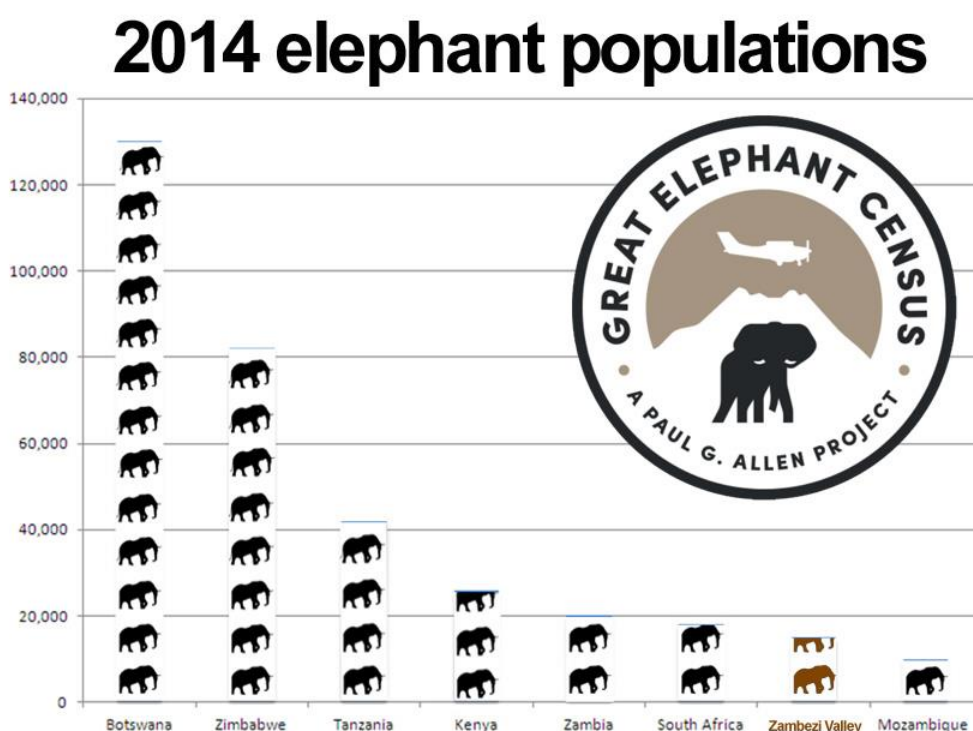 2014 elephant populations
140,000
120,000
100,000
80,000
60,000
40,000
20,000
0
GREAT ELEPHANT CENSUS
A PAUL G. ALLEN PROJECT
Botswana Zimbabwe Tanzania Kenya Zambia South Africa Zambezi Valley Mozambique